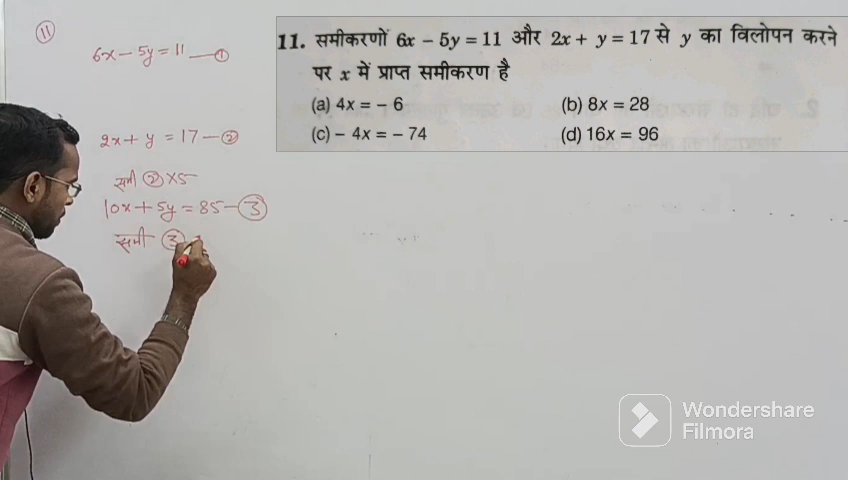 (11)
6x - 5y = 11 — ①
2x + y = 17 — ②
समी ② × 5
10x + 5y = 85 — ③
समी ③
11. समीकरणों 6x – 5y = 11 और 2x + y = 17 से y का विलोपन करने
पर x में प्राप्त समीकरण है
(a) 4x = – 6 (b) 8x = 28
(c) – 4x = – 74 (d) 16x = 96
Wondershare
Filmora